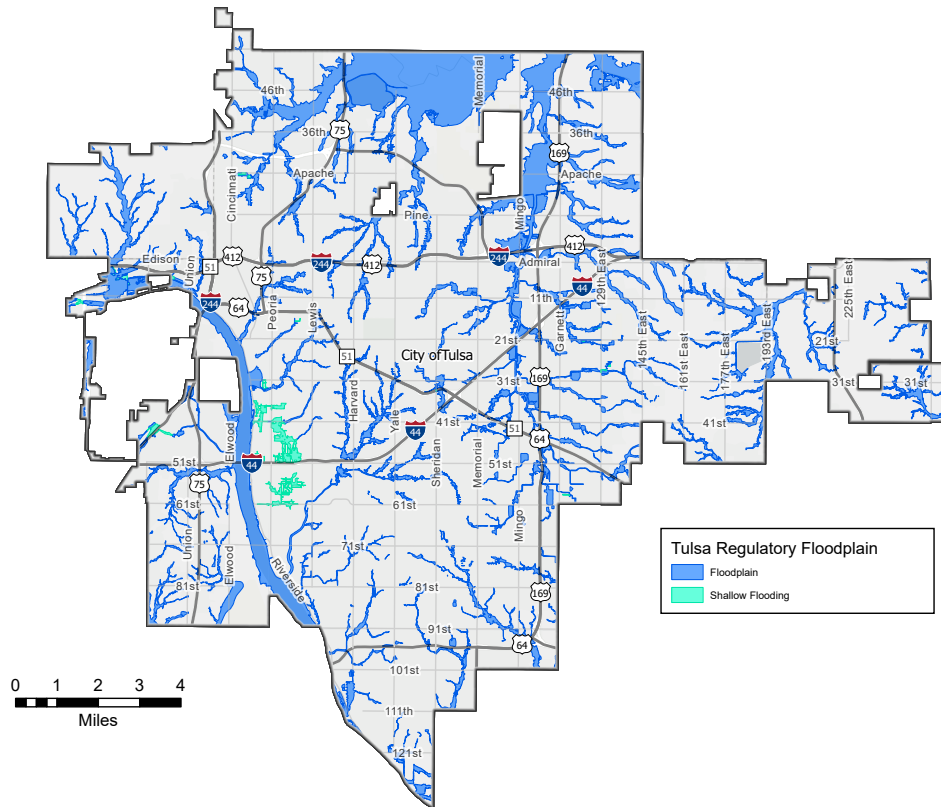 46th
Memorial
46th
36th
75
36th
169
Cincinnati
Apache
Apache
Pine
Mingo
Edison
Union
51
412
75
244
412
244
412
Admiral
129th East
44
244
64
Peoria
Lewis
11th
Garnett
145th East
161st East
177th East
193rd East
225th East
21st
21st
51
City of Tulsa
Harvard
31st
169
31st
31st
Yale
44
41st
51
64
41st
Elwood
44
51st
75
Sheridan
Memorial
51st
61st
61st
Mingo
Union
Elwood
71st
81st
Riverside
81st
169
91st
64
101st
111th
121st
Tulsa Regulatory Floodplain
Floodplain
Shallow Flooding
0 1 2 3 4
Miles